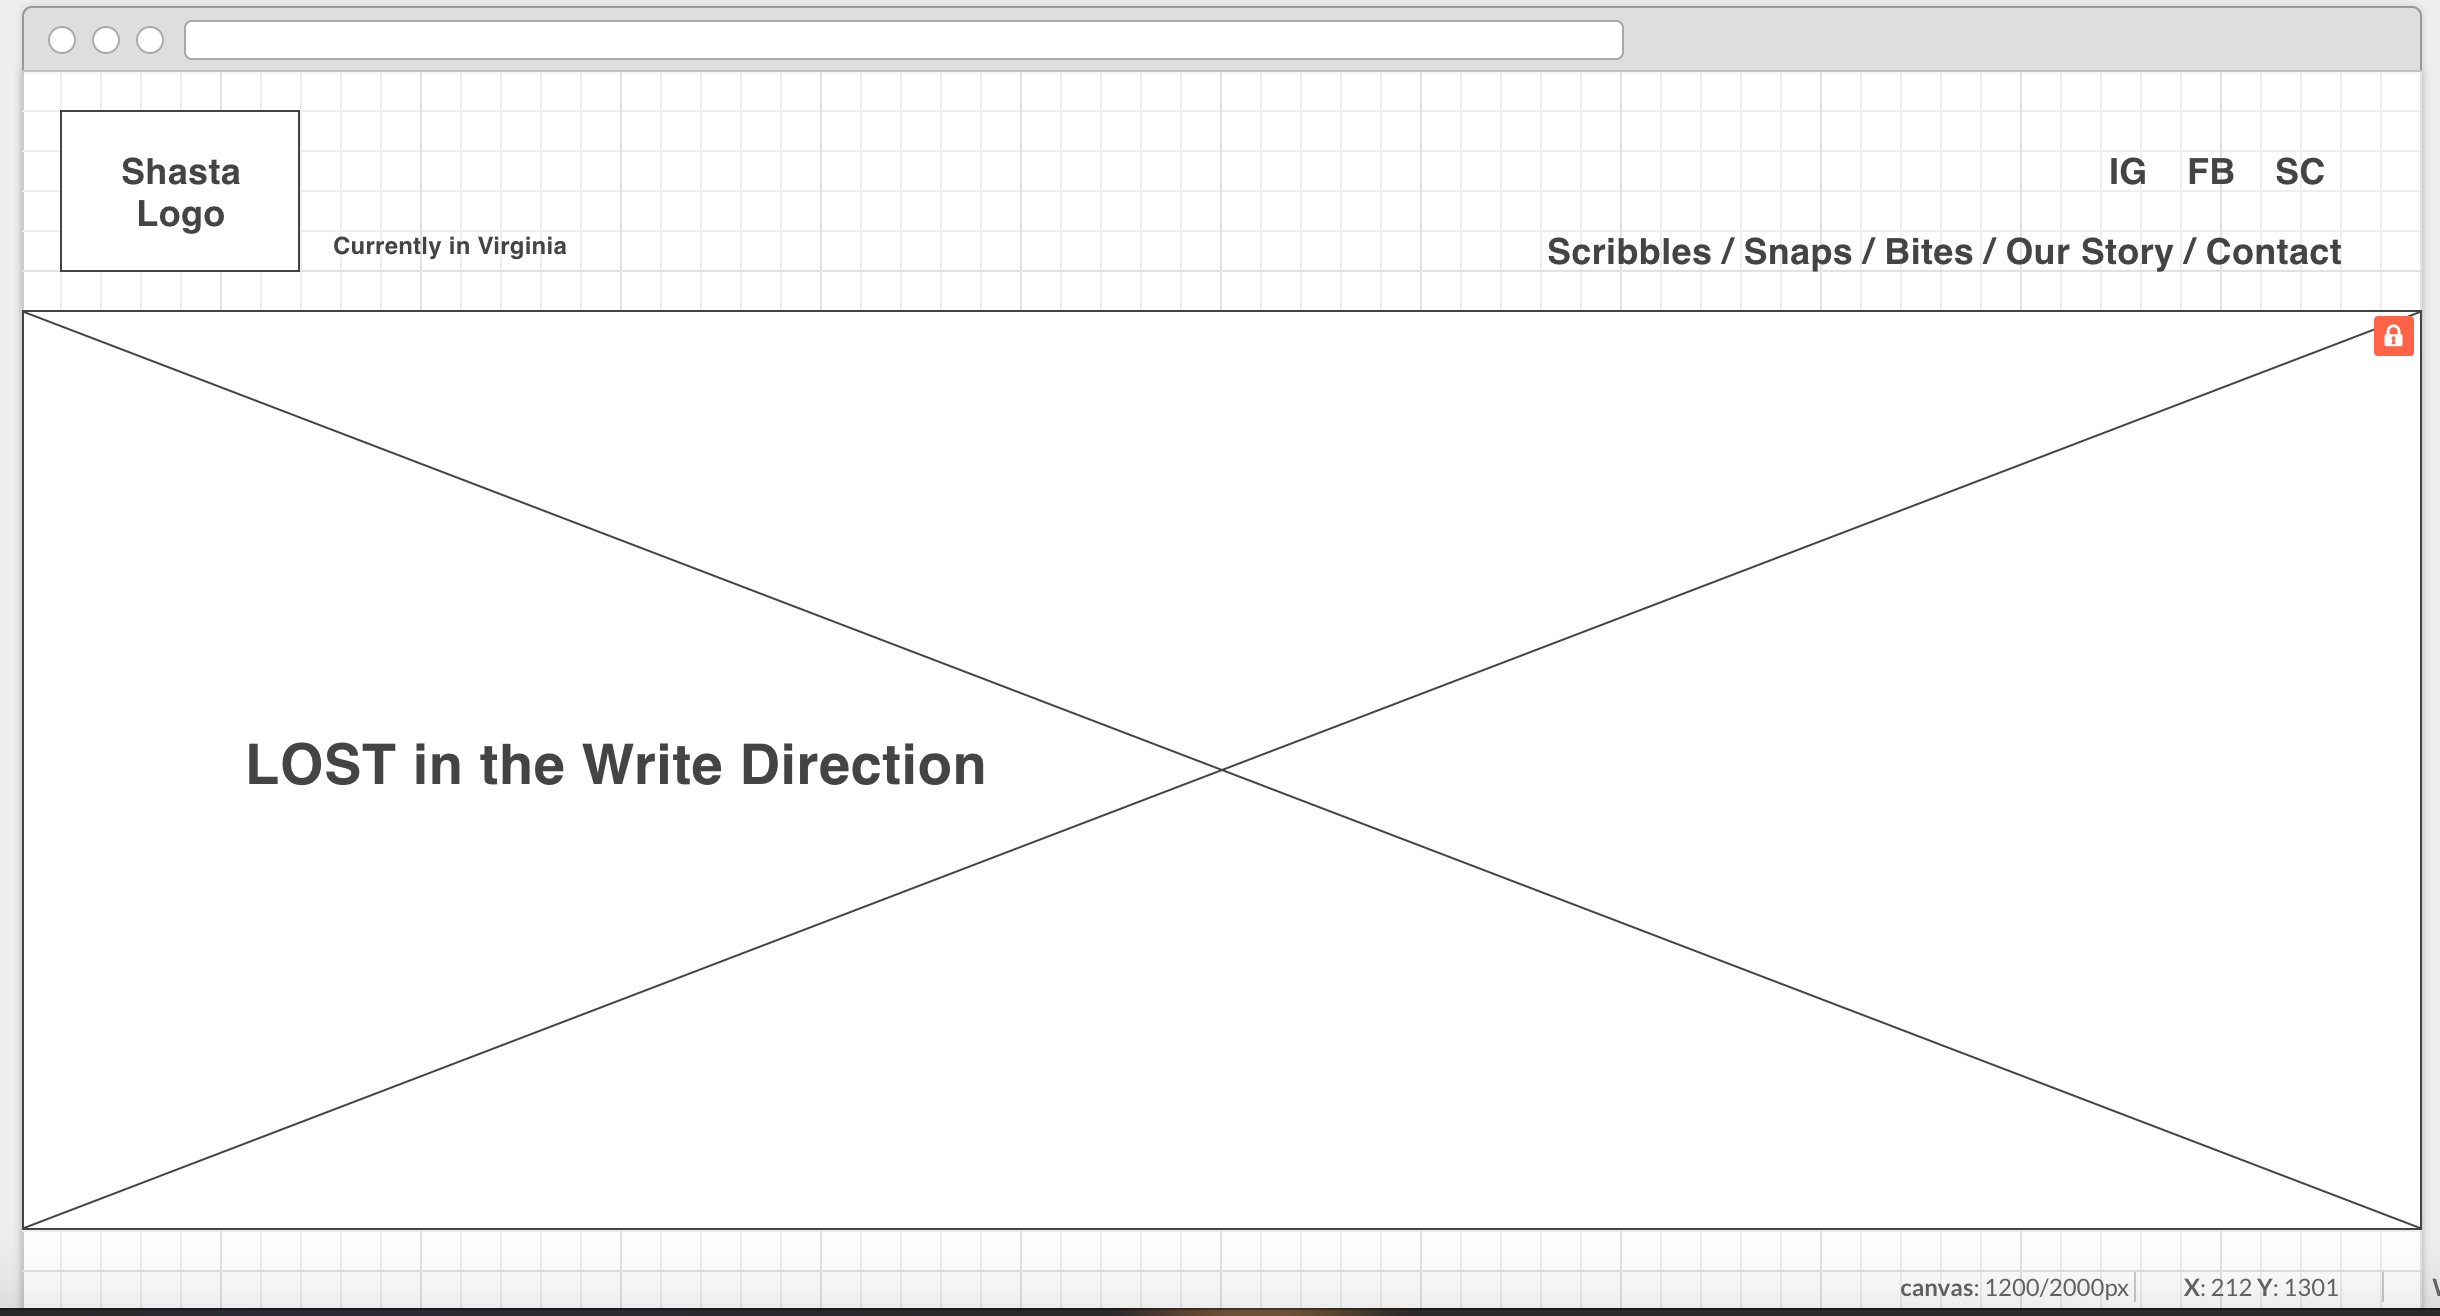 Shasta
Logo
Currently in Virginia
IG FB SC
Scribbles / Snaps / Bites / Our Story / Contact
LOST in the Write Direction
canvas: 1200/2000px X: 212 Y: 1301